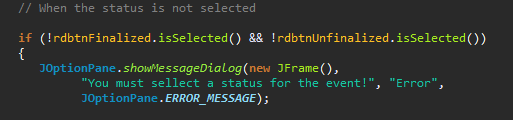 // When the status is not selected
if (!rdbtnFinalized.isSelected() && !rdbtnUnfinalized.isSelected())
{
JOptionPane.showMessageDialog(new JFrame(),
"You must sellect a status for the event!", "Error",
JOptionPane.ERROR_MESSAGE);